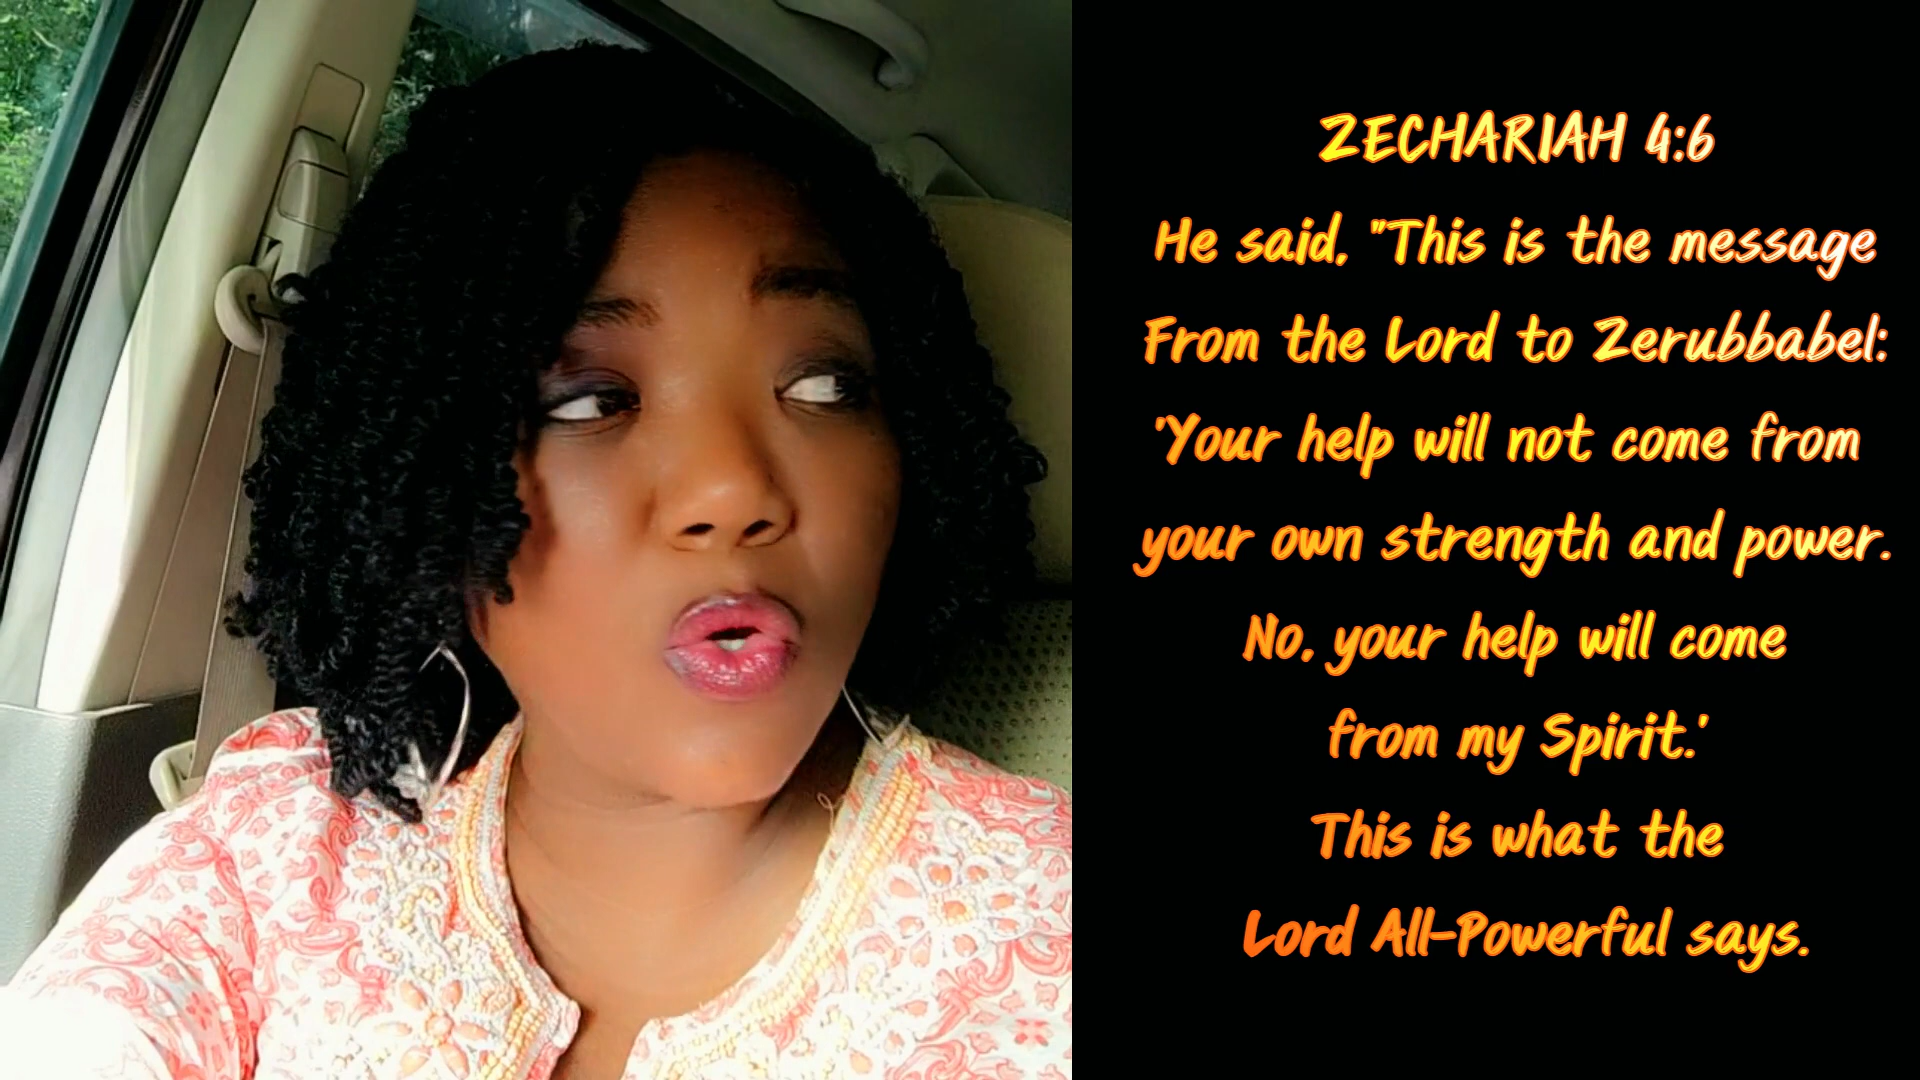 ZECHARIAH 4:6
He said, "This is the message
From the Lord to Zerubbabel:
'Your help will not come from
your own strength and power.
No, your help will come
from my Spirit.'
This is what the
Lord All-Powerful says.